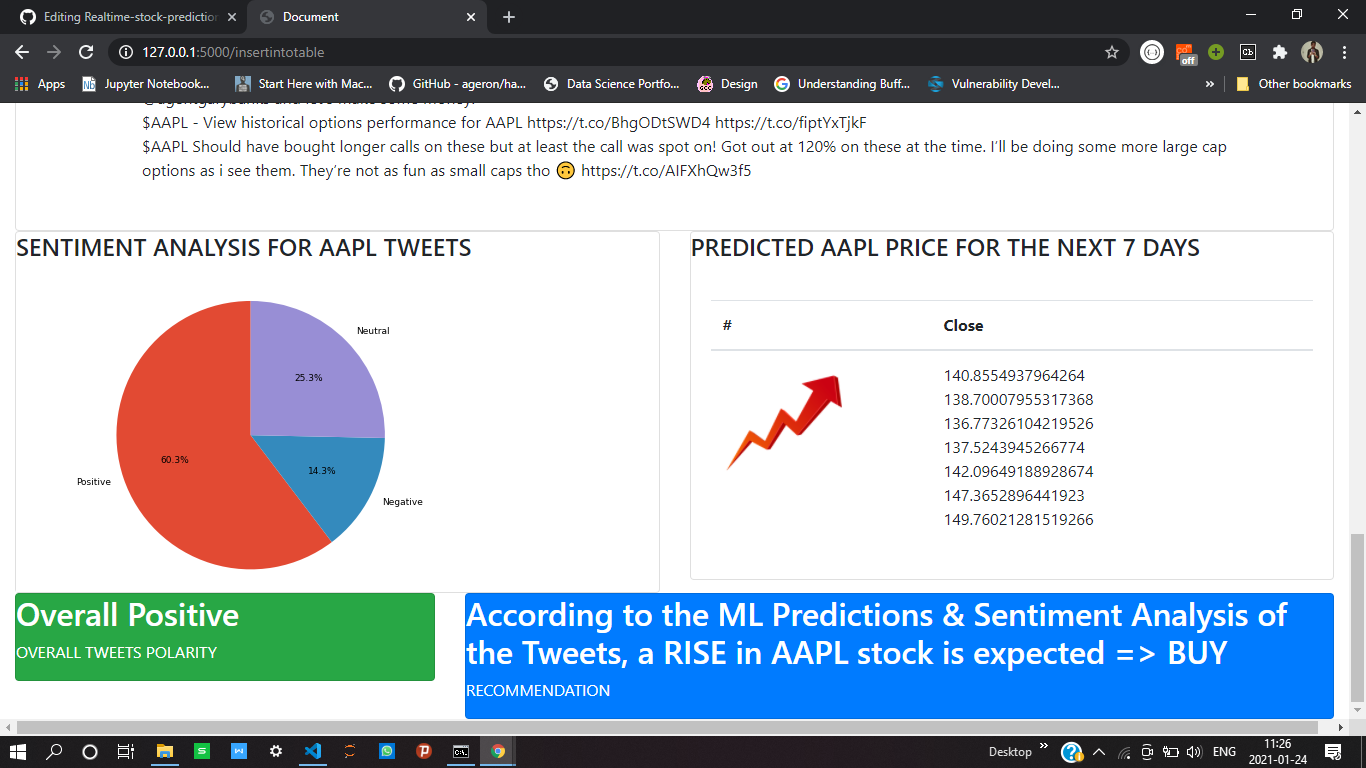 Editing Realtime-stock-prediction
Document
127.0.0.1:5000/insertintotable
off
Apps
Jupyter Notebook...
Start Here with Mac...
GitHub - ageron/ha...
Data Science Portfo...
Design
Understanding Buff...
Vulnerability Devel...
»
Other bookmarks
$AAPL - View historical options performance for AAPL https://t.co/BhgODtSWD4 https://t.co/fiptYxTjkF
$AAPL Should have bought longer calls on these but at least the call was spot on! Got out at 120% on these at the time. I'll be doing some more large cap
options as i see them. They're not as fun as small caps tho 🙃 https://t.co/AIFXhQw3f5
SENTIMENT ANALYSIS FOR AAPL TWEETS
Neutral
25.3%
60.3%
14.3%
Positive
Negative
PREDICTED AAPL PRICE FOR THE NEXT 7 DAYS
# Close
140.8554937964264
138.70007955317368
136.77326104219526
137.5243945266774
142.09649188928674
147.3652896441923
149.76021281519266
Overall Positive
OVERALL TWEETS POLARITY
According to the ML Predictions & Sentiment Analysis of
the Tweets, a RISE in AAPL stock is expected => BUY
RECOMMENDATION
Desktop
»
ENG
11:26
2021-01-24